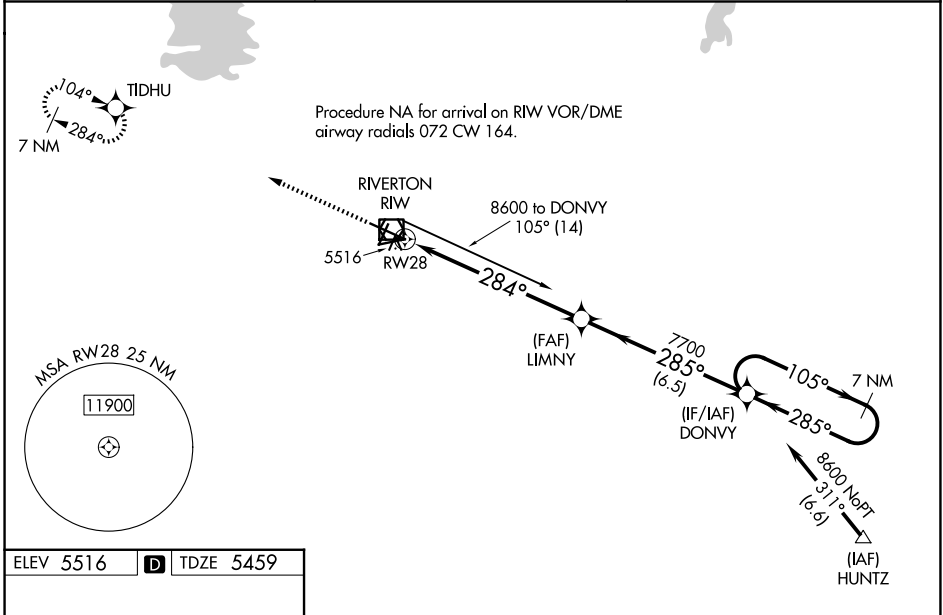 104°
TIDHU
284°
7 NM
Procedure NA for arrival on RIW VOR/DME
airway radials 072 CW 164.
RIVERTON
RIW
8600 to DONVY
105° (14)
5516
RW28
284°
(FAF)
LIMNY
7700
285°
(6.5)
105°
7 NM
(IF/IAF)
DONVY
285°
8600 NoPT
311°
(6.6)
(IAF)
HUNTZ
MSA RW28 25 NM
11900
ELEV 5516 D TDZE 5459